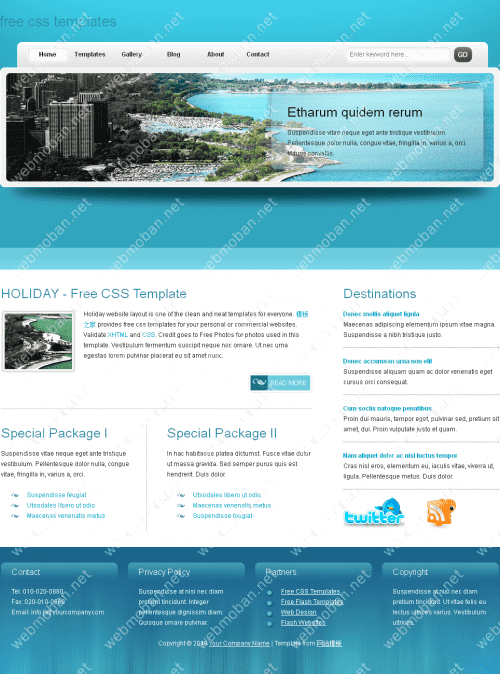 free css templates
Home Templates Gallery Blog About Contact Enter keyword here... GO
Etharum quidem rerum
Suspendisse vitae neque eget ante tristique vestibulum.
Pellentesque dolor nulla, congue vitae, fringilla in, varius a, orci.
Mauris convallis.
HOLIDAY - Free CSS Template
Holiday website layout is one of the clean and neat templates for everyone. 模板
之家 provides free css templates for your personal or commercial websites.
Validate XHTML and CSS. Credit goes to Free Photos for photos used in this
template. Vestibulum fermentum suscipit neque nec ornare. Ut nec urna
egestas lorem pulvinar placerat eu sit amet nunc.
READ MORE
Special Package I
Suspendisse vitae neque eget ante tristique
vestibulum. Pellentesque dolor nulla, congue
vitae, fringilla in, varius a, orci.
Suspendisse feugiat
Utsodales libero ut odio
Maecenas venenatis metus
Special Package II
In hac habitasse platea dictumst. Fusce vitae dolor
ut massa gravida. Sed semper purus quis est
hendrerit. Duis dolor.
Utsodales libero ut odio
Maecenas venenatis metus
Suspendisse feugiat
Destinations
Donec mollis aliquet ligula
Maecenas adipiscing elementum ipsum vitae magna.
Suspendisse a nibh tristique justo.
Donec accumsan urna non elit
Suspendisse aliquam quam ac dolor venenatis eget
cursus orci consequat.
Cum sociis natoque penatibus
Proin dui mauris, tempor eget, pulvinar sed, pretium sit
amet, dui. Proin vulputate justo et quam.
Nam aliquet dolor ac nisl luctus tempor
Cras nisl eros, elementum eu, iaculis vitae, viverra ut,
ligula. Pellentesque metus. Duis dolor.
twitter
Contact
Tel: 010-020-0880
Fax: 020-010-0660
Email: info [at] yourcompany.com
Privacy Policy
Suspendisse at nisi nec diam
pretium tincidunt. Integer
pellentesque dignissim diam.
Quisque ornare pulvinar.
Partners
Free CSS Templates
Free Flash Templates
Web Design
Flash Websites
Copyright
Suspendisse at nisi nec diam
pretium tincidunt. Ut vitae felis eu
lectus ultrices varius. Vestibulum
ultrices.
Copyright © 2048 Your Company Name | Template from 网站模板
webmoban.net